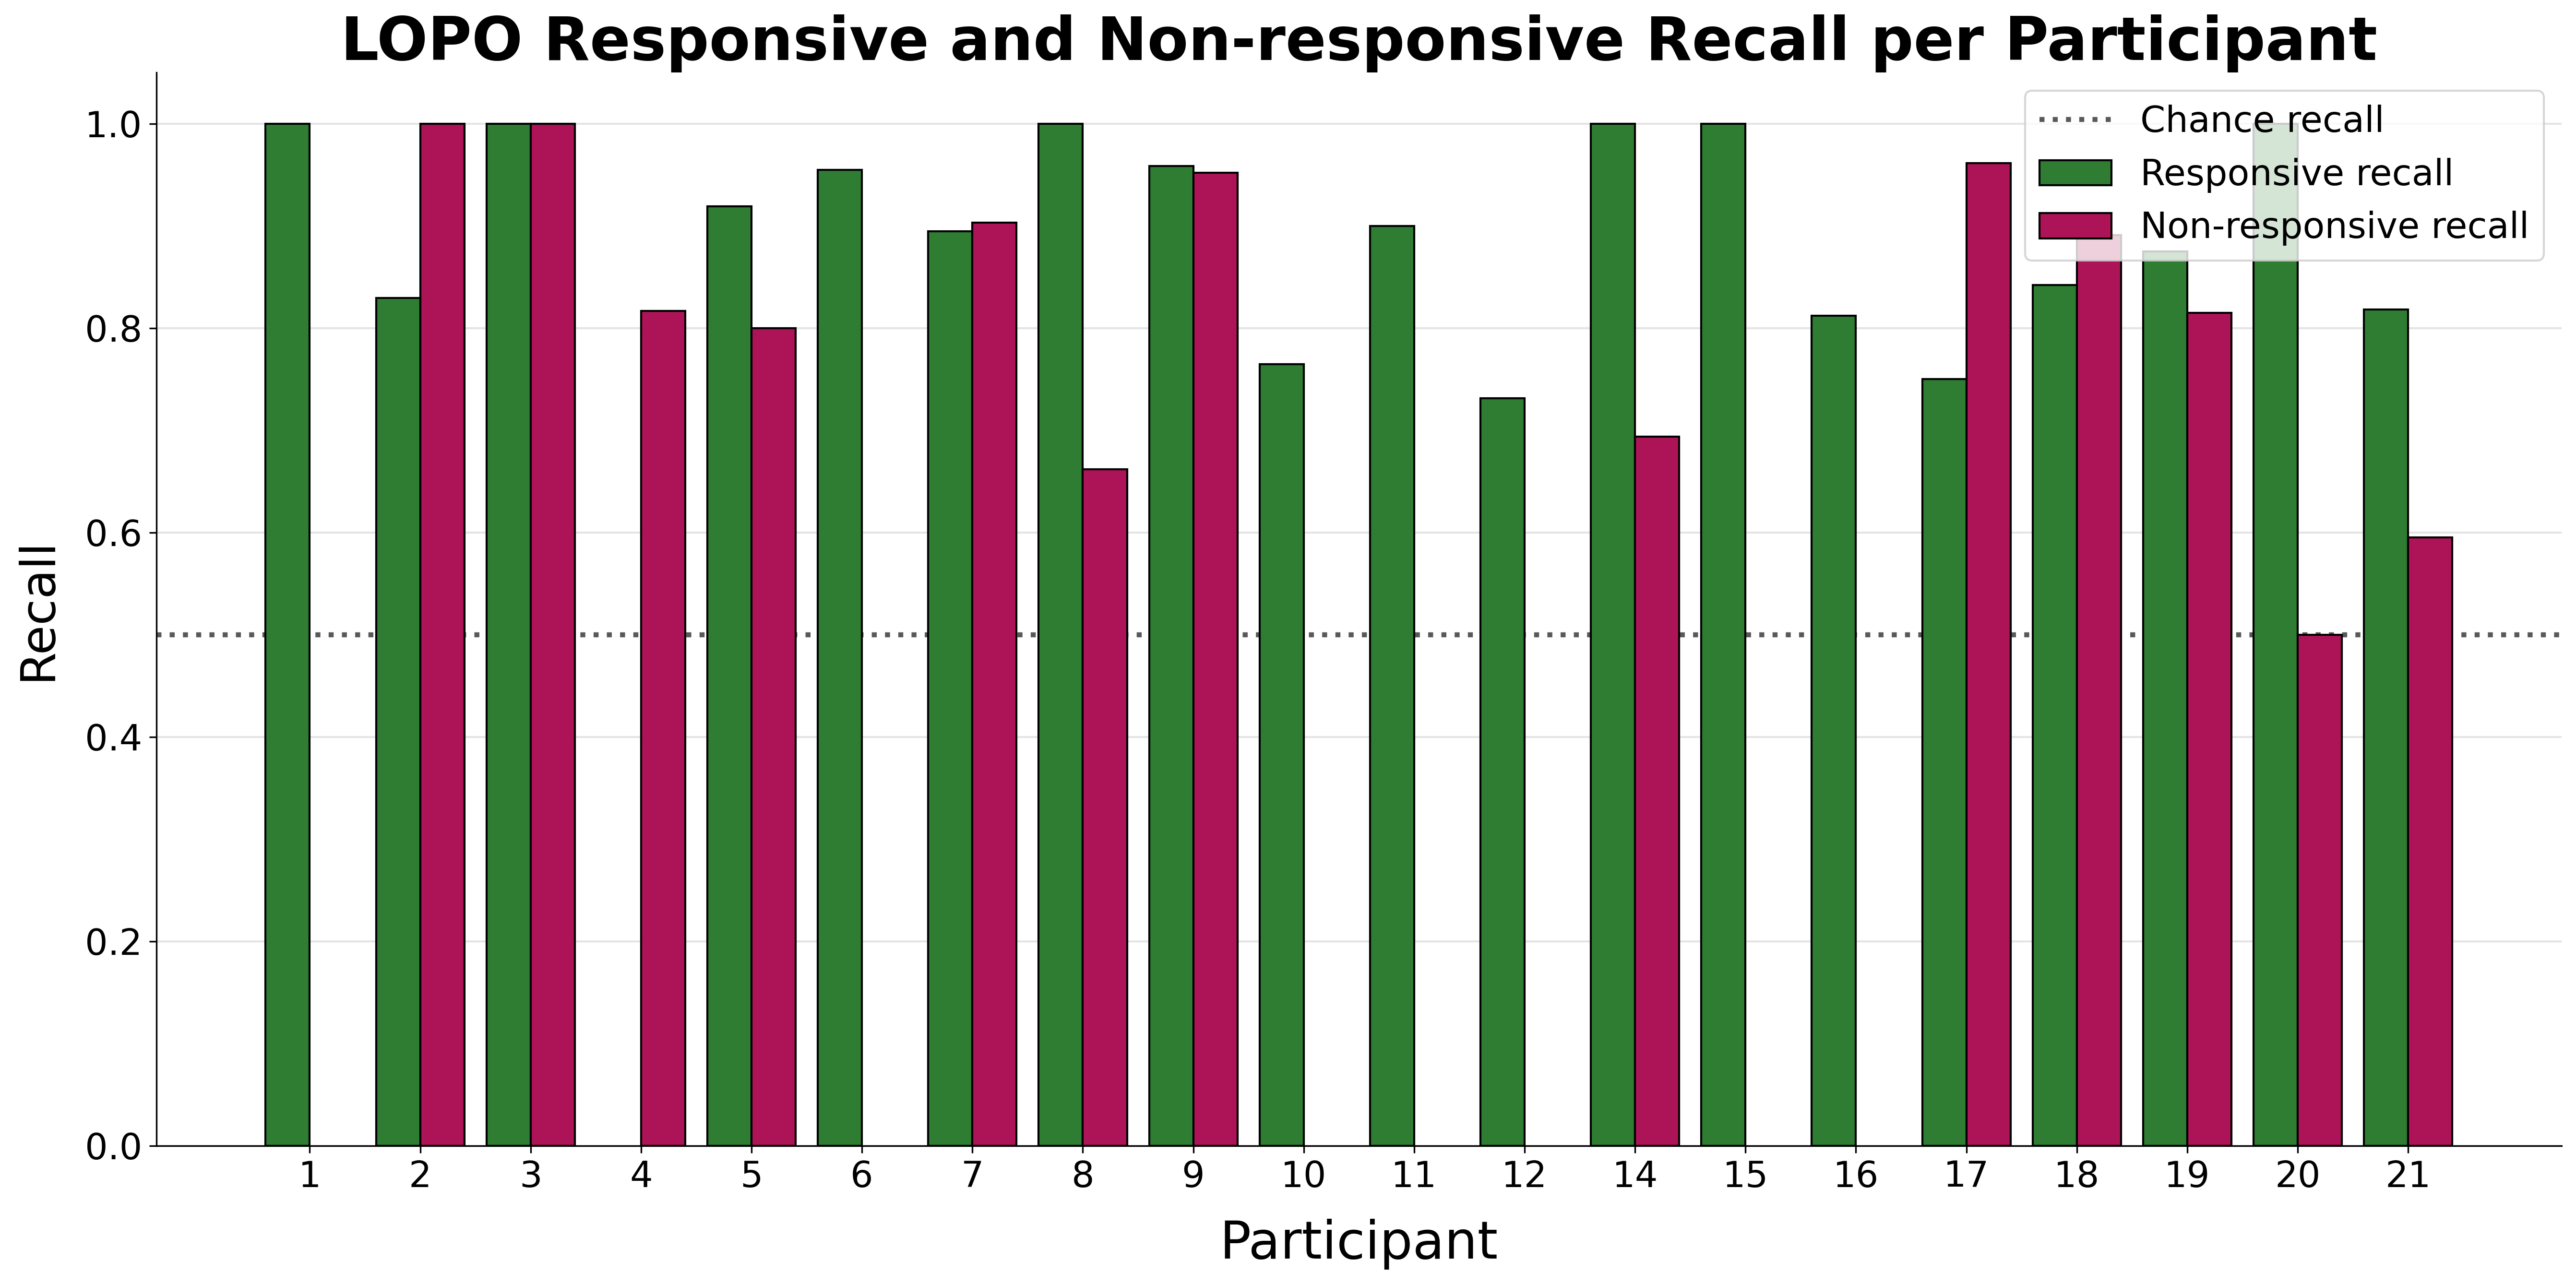 LOPO Responsive and Non-responsive Recall per Participant
Chance recall
Responsive recall
Non-responsive recall
Recall
1.0
0.8
0.6
0.4
0.2
0.0
1 2 3 4 5 6 7 8 9 10 11 12 14 15 16 17 18 19 20 21
Participant